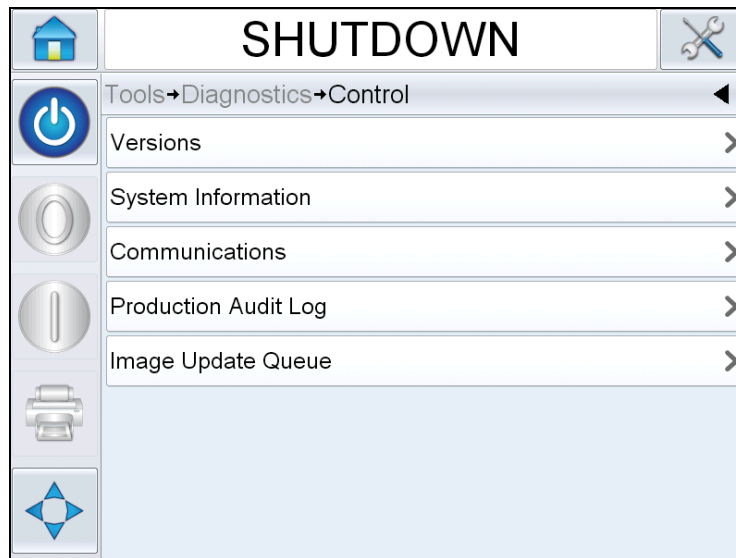 SHUTDOWN
Tools→Diagnostics→Control
Versions
System Information
Communications
Production Audit Log
Image Update Queue